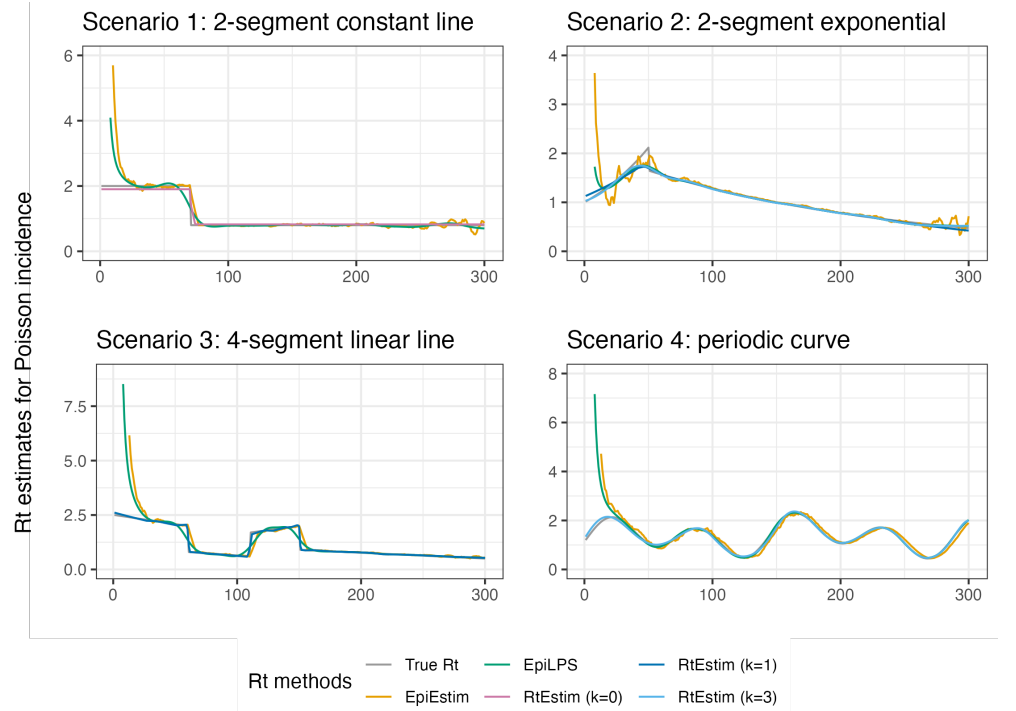 Scenario 1: 2-segment constant line
Scenario 2: 2-segment exponential
6
4
2
0
0
100
200
300
4
3
2
1
0
0
100
200
300
Rt estimates for Poisson incidence
Scenario 3: 4-segment linear line
Scenario 4: periodic curve
7.5
5.0
2.5
0.0
0
100
200
300
8
6
4
2
0
0
100
200
300
Rt methods
True Rt
EpiLPS
RtEstim (k=1)
EpiEstim
RtEstim (k=0)
RtEstim (k=3)